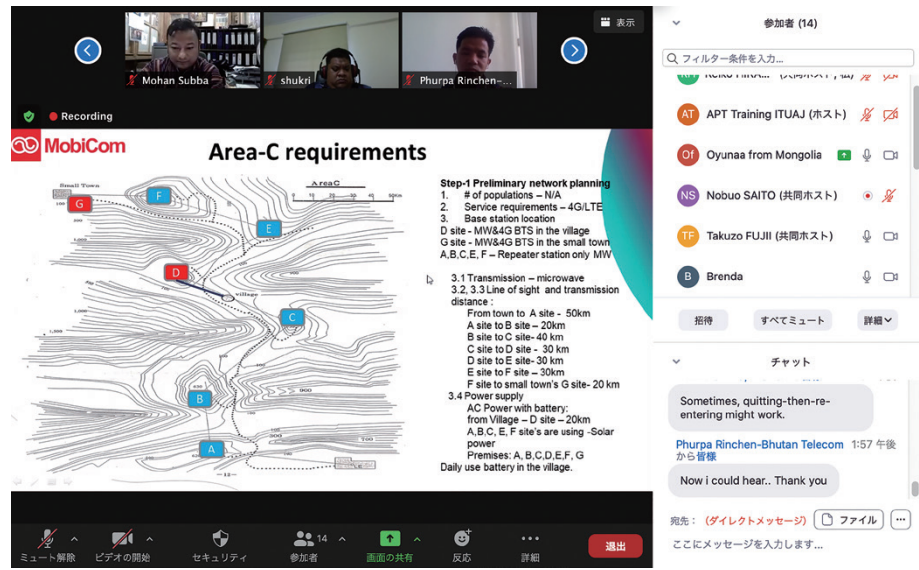 表示
Mohan Subba
shukri
Phurpa Rinchen-...
Recording
MobiCom
Area-C requirements
Small Town
Area C
G
F
E
D
village
C
B
A
900
700
Step-1 Preliminary network planning
1. # of populations – N/A
2. Service requirements – 4G/LTE
3. Base station location
D site - MW&4G BTS in the village
G site - MW&4G BTS in the small town
A,B,C,E, F – Repeater station only MW
3.1 Transmission – microwave
3.2, 3.3 Line of sight and transmission
distance :
From town to A site - 50km
A site to B site – 20km
B site to C site- 40 km
C site to D site - 30 km
D site to E site- 30 km
E site to F site – 30km
F site to small town's G site- 20 km
3.4 Power supply
AC Power with battery:
from Village – D site – 20km
A,B,C, E, F site's are using -Solar
power
Premises: A, B,C,D,E,F, G
Daily use battery in the village.
ミュート解除
ビデオの開始
セキュリティ
14
参加者
画面の共有
反応
詳細
退出
参加者 (14)
フィルター条件を入力...
AT APT Training ITUAJ (ホスト)
Of Oyunaa from Mongolia
NS Nobuo SAITO (共同ホスト)
TF Takuzo FUJII (共同ホスト)
B Brenda
招待
すべてミュート
詳細
チャット
Sometimes, quitting-then-re-
entering might work.
Phurpa Rinchen-Bhutan Telecom 1:57 午後
から皆様
Now i could hear.. Thank you
宛先： (ダイレクトメッセージ) ファイル ...
ここにメッセージを入力します...